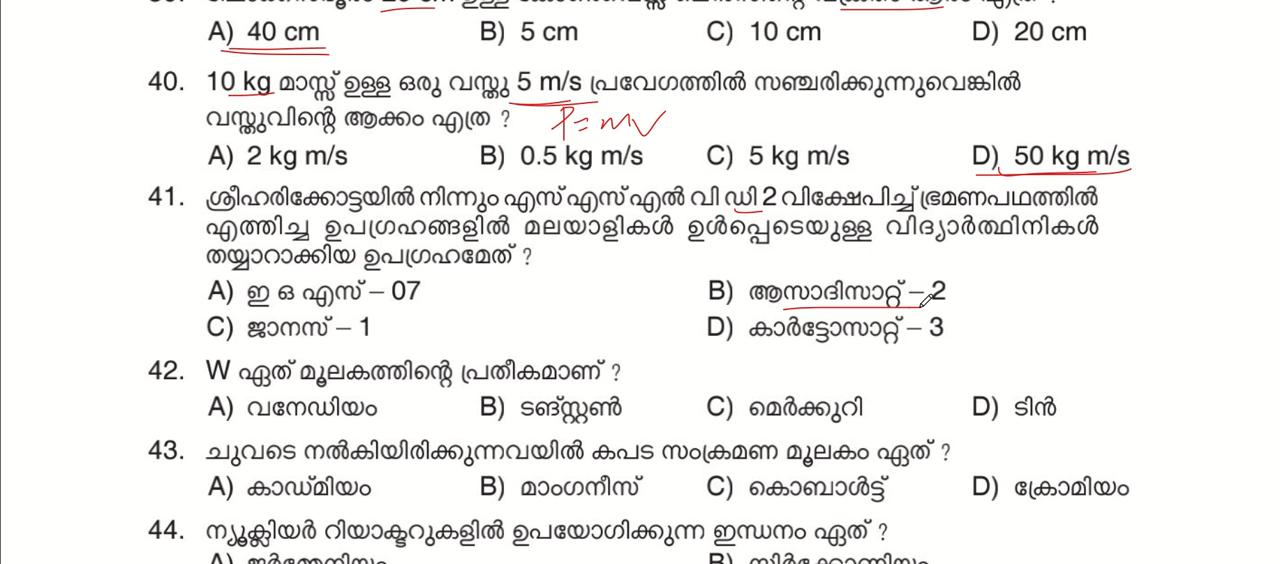 A) 40 cm B) 5 cm C) 10 cm D) 20 cm
40. 10 kg മാസ്സ് ഉള്ള ഒരു വസ്തു 5 m/s പ്രവേഗത്തിൽ സഞ്ചരിക്കുന്നുവെങ്കിൽ
വസ്തുവിന്റെ ആക്കം എത്ര ? P = mv
A) 2 kg m/s B) 0.5 kg m/s C) 5 kg m/s D) 50 kg m/s
41. ശ്രീഹരിക്കോട്ടയിൽ നിന്നും എസ് എസ് എൽ വി ഡി 2 വിക്ഷേപിച്ച് ഭ്രമണപഥത്തിൽ
എത്തിച്ച ഉപഗ്രഹങ്ങളിൽ മലയാളികൾ ഉൾപ്പെടെയുള്ള വിദ്യാർത്ഥിനികൾ
തയ്യാറാക്കിയ ഉപഗ്രഹമേത് ?
A) ഇ ഒ എസ് – 07 B) ആസാദിസാറ്റ് – 2
C) ജാനസ് – 1 D) കാർട്ടോസാറ്റ് – 3
42. W ഏത് മൂലകത്തിന്റെ പ്രതീകമാണ് ?
A) വനേഡിയം B) ടങ്സ്റ്റൺ C) മെർക്കുറി D) ടിൻ
43. ചുവടെ നൽകിയിരിക്കുന്നവയിൽ കപട സംക്രമണ മൂലകം ഏത് ?
A) കാഡ്മിയം B) മാംഗനീസ് C) കൊബാൾട്ട് D) ക്രോമിയം
44. ന്യൂക്ലിയർ റിയാക്ടറുകളിൽ ഉപയോഗിക്കുന്ന ഇന്ധനം ഏത് ?